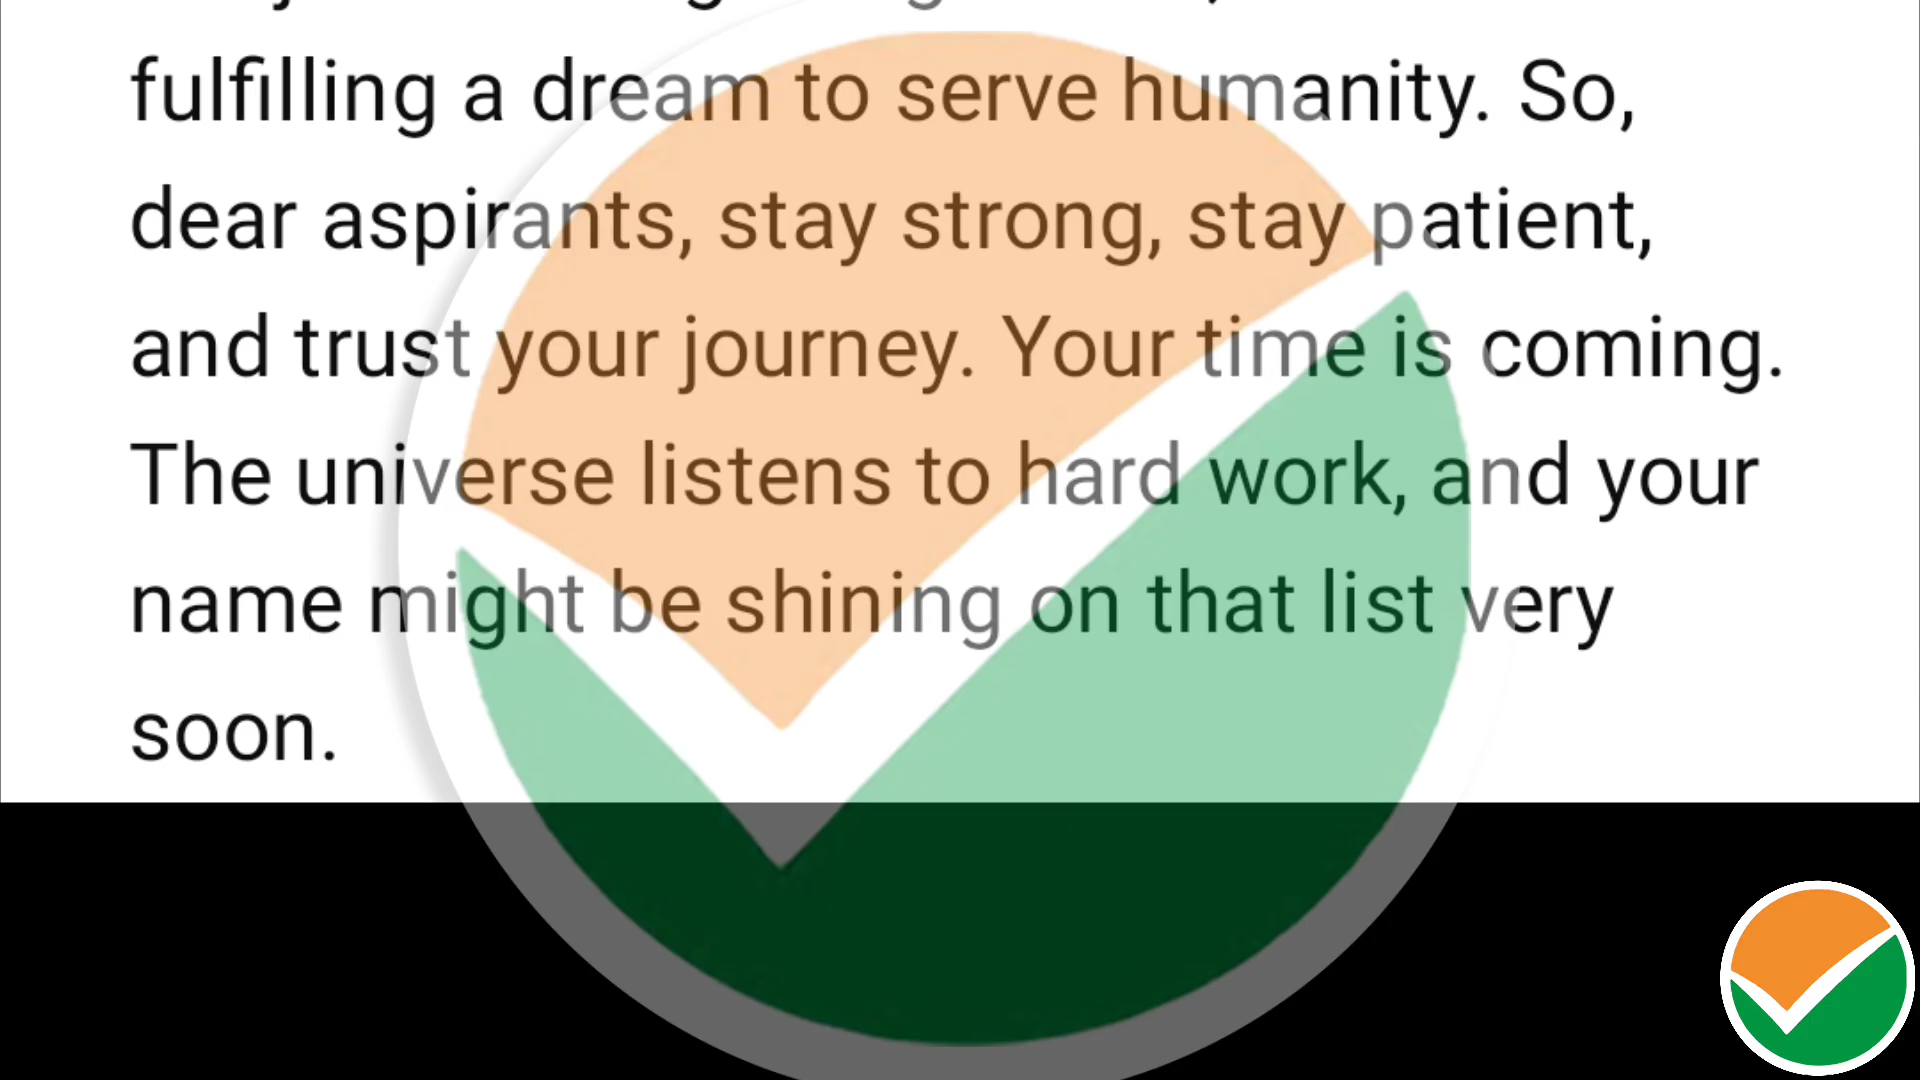 fulfilling a dream to serve humanity. So,
dear aspirants, stay strong, stay patient,
and trust your journey. Your time is coming.
The universe listens to hard work, and your
name might be shining on that list very
soon.